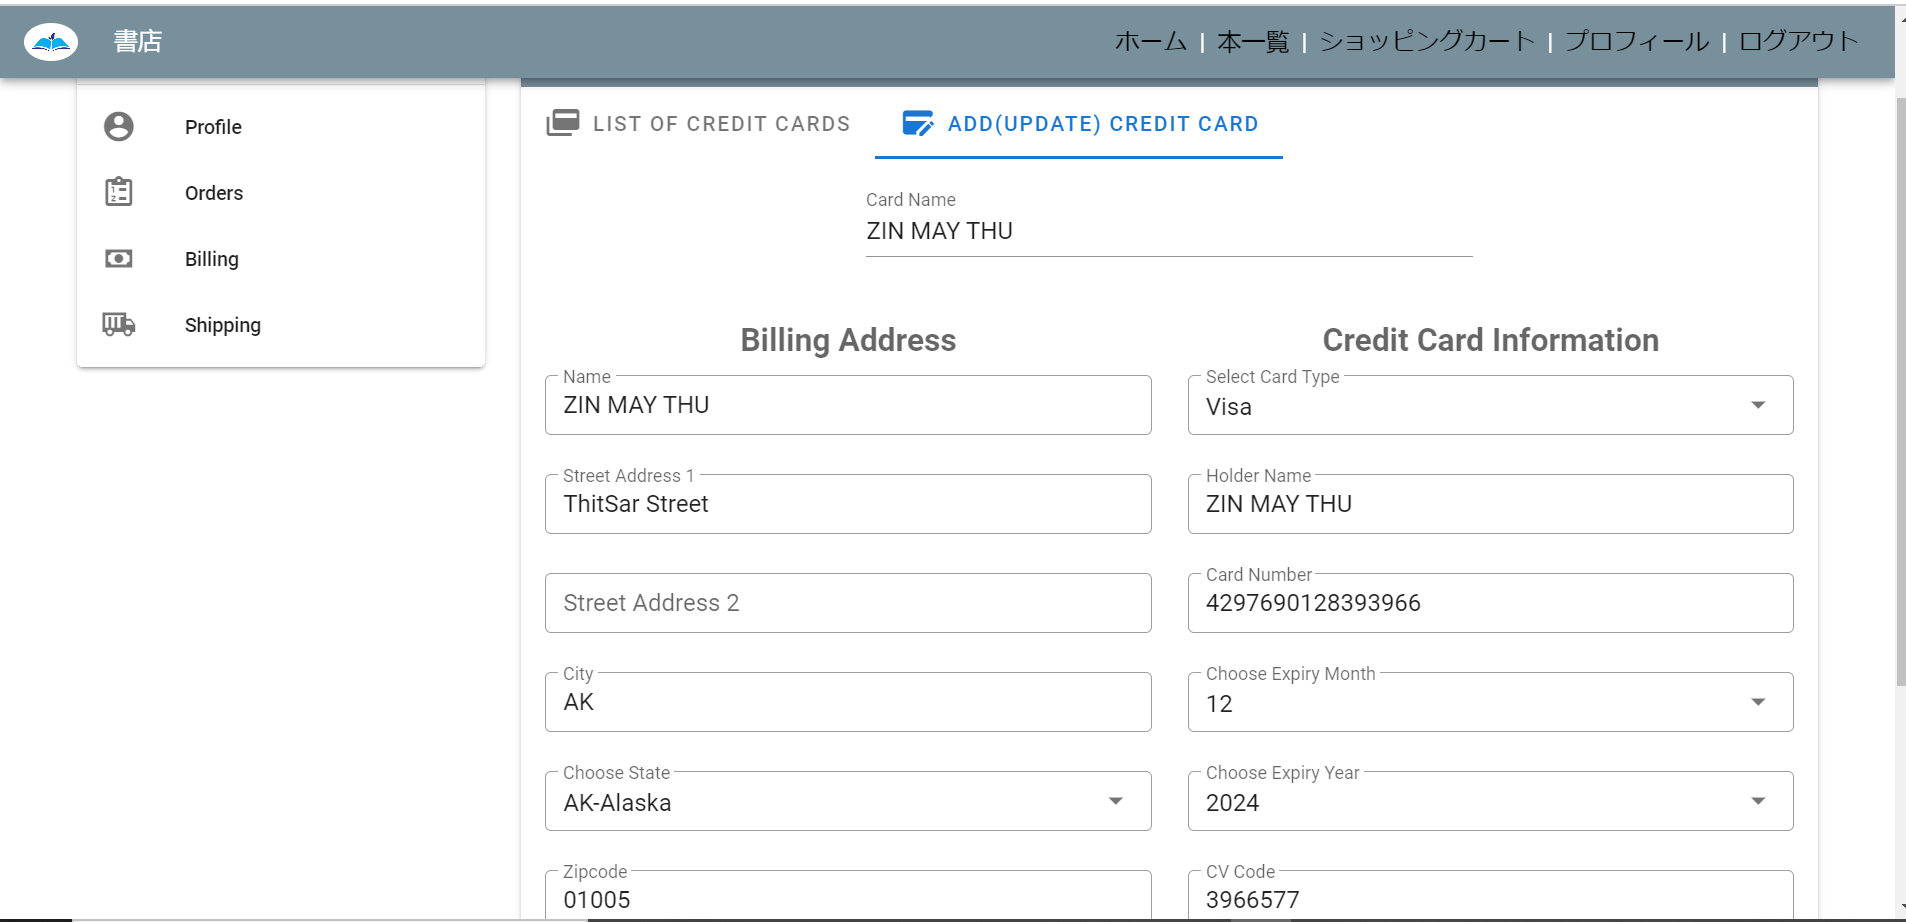 書店
ホーム | 本一覧 | ショッピングカート | プロフィール | ログアウト
Profile
Orders
Billing
Shipping
LIST OF CREDIT CARDS
ADD(UPDATE) CREDIT CARD
Card Name
ZIN MAY THU
Billing Address
Name
ZIN MAY THU
Street Address 1
ThitSar Street
Street Address 2
City
AK
Choose State
AK-Alaska
Zipcode
01005
Credit Card Information
Select Card Type
Visa
Holder Name
ZIN MAY THU
Card Number
4297690128393966
Choose Expiry Month
12
Choose Expiry Year
2024
CV Code
3966577